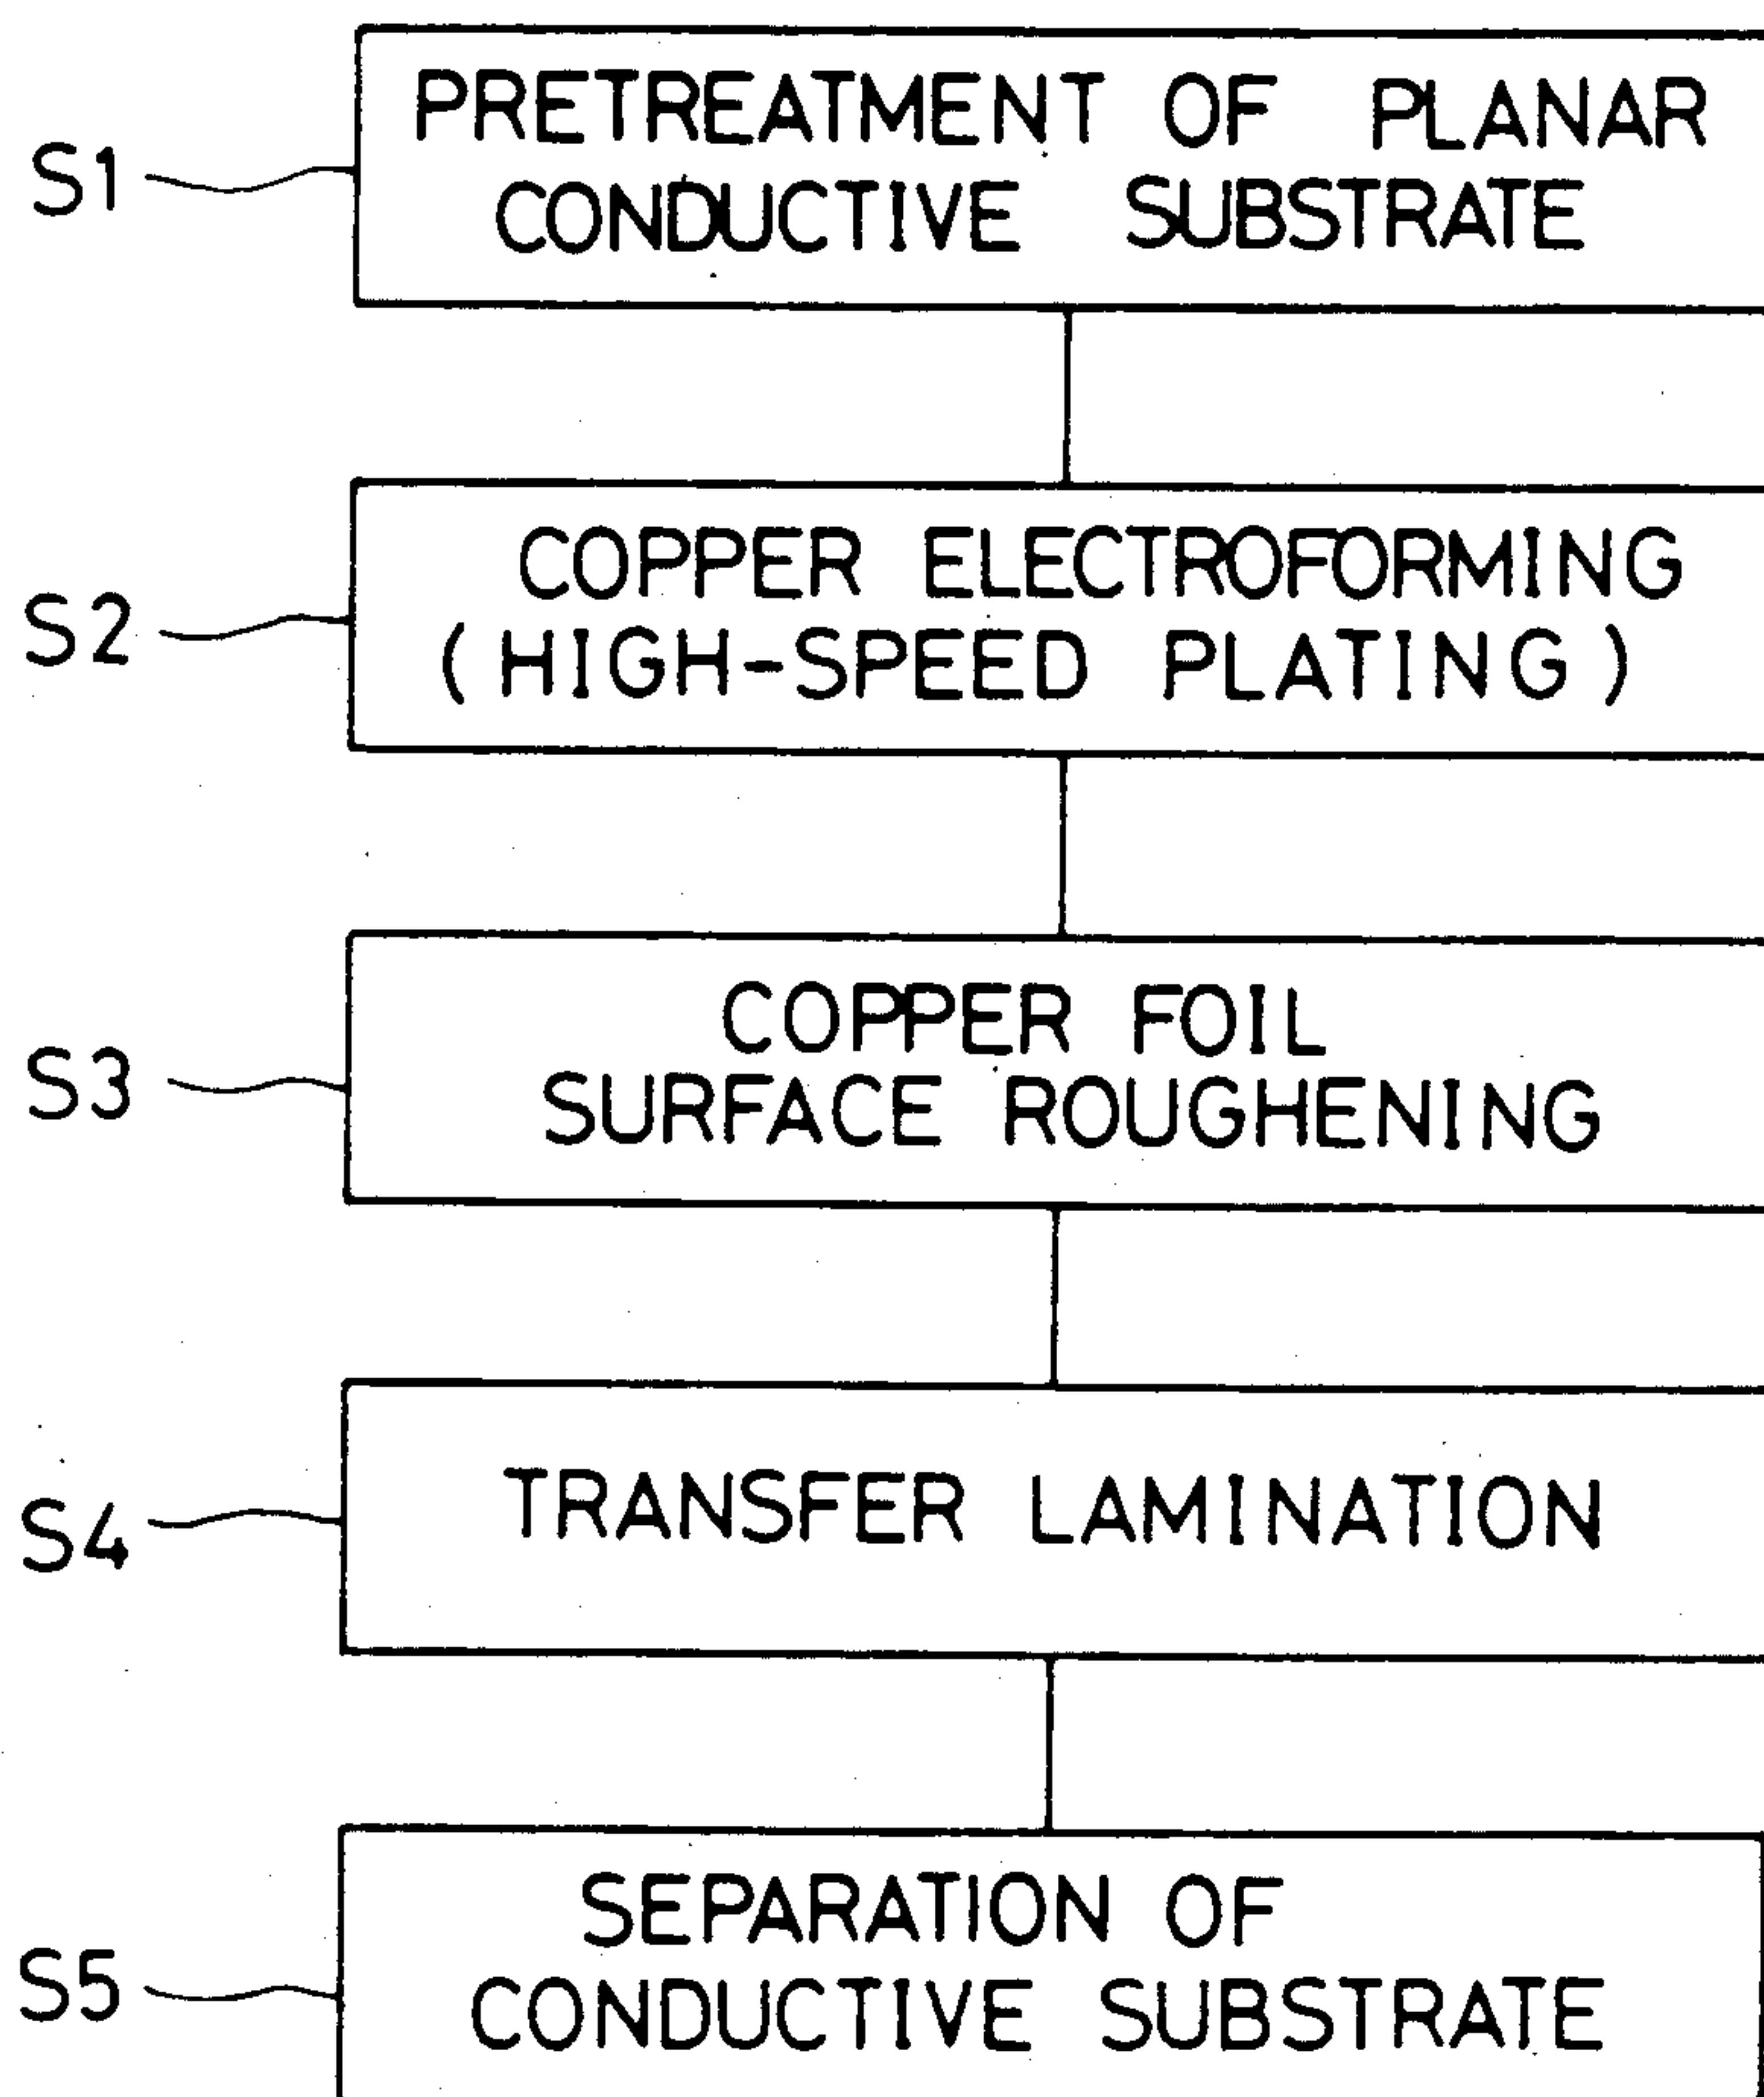 S1
PRETREATMENT OF PLANAR
CONDUCTIVE SUBSTRATE
S2
COPPER ELECTROFORMING
(HIGH-SPEED PLATING)
S3
COPPER FOIL
SURFACE ROUGHENING
S4
TRANSFER LAMINATION
S5
SEPARATION OF
CONDUCTIVE SUBSTRATE